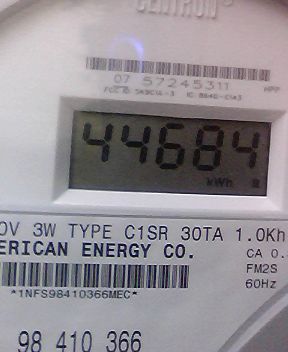 CENTRON
07 57245311
44684
kWh
0V 3W TYPE C1SR 30TA 1.0Kh
ERICAN ENERGY CO.
CA 0.
FM2S
60Hz
*1NFS98410366MEC*
98 410 366